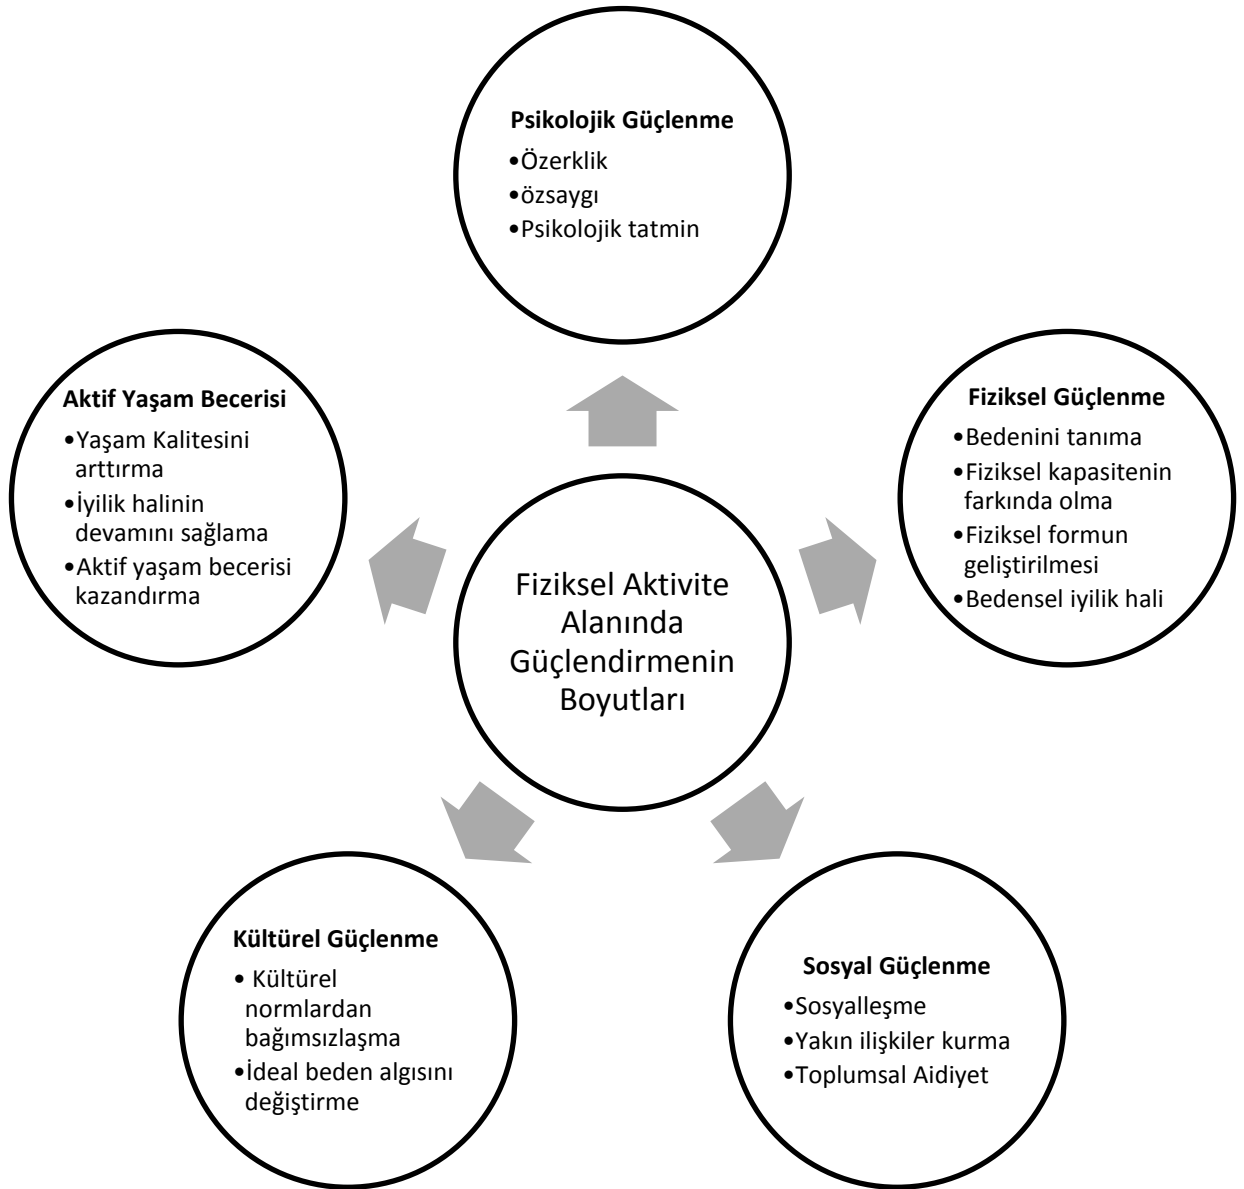 Psikolojik Güçlenme
•Özerklik
•özsaygı
•Psikolojik tatmin
Aktif Yaşam Becerisi
•Yaşam Kalitesini
arttırma
•İyilik halinin
devamını sağlama
•Aktif yaşam becerisi
kazandırma
Fiziksel Güçlenme
•Bedenini tanıma
•Fiziksel kapasitenin
farkında olma
•Fiziksel formun
geliştirilmesi
•Bedensel iyilik hali
Fiziksel Aktivite
Alanında
Güçlendirmenin
Boyutları
Kültürel Güçlenme
• Kültürel
normlardan
bağımsızlaşma
•İdeal beden algısını
değiştirme
Sosyal Güçlenme
•Sosyalleşme
•Yakın ilişkiler kurma
•Toplumsal Aidiyet